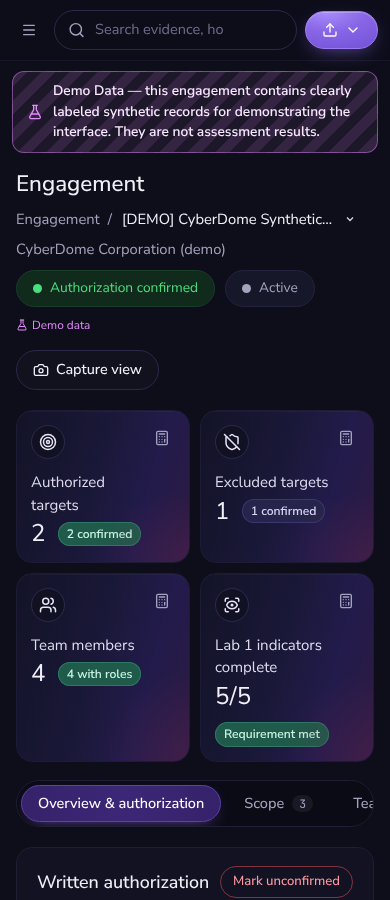 Search evidence, ho
Demo Data — this engagement contains clearly
labeled synthetic records for demonstrating the
interface. They are not assessment results.
Engagement
Engagement / [DEMO] CyberDome Synthetic...
CyberDome Corporation (demo)
Authorization confirmed
Active
Demo data
Capture view
Authorized
targets
2 2 confirmed
Excluded targets
1 1 confirmed
Team members
4 4 with roles
Lab 1 indicators
complete
5/5
Requirement met
Overview & authorization Scope 3 Tea
Written authorization Mark unconfirmed